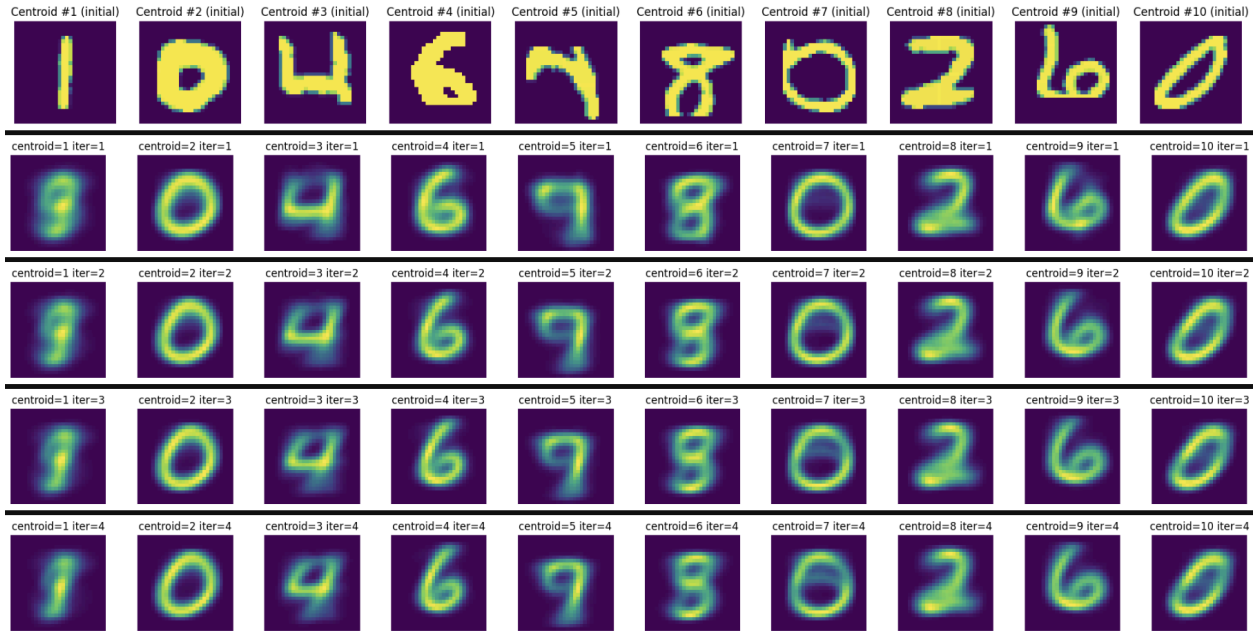 Centroid #1 (initial) Centroid #2 (initial) Centroid #3 (initial) Centroid #4 (initial) Centroid #5 (initial) Centroid #6 (initial) Centroid #7 (initial) Centroid #8 (initial) Centroid #9 (initial) Centroid #10 (initial)
centroid=1 iter=1 centroid=2 iter=1 centroid=3 iter=1 centroid=4 iter=1 centroid=5 iter=1 centroid=6 iter=1 centroid=7 iter=1 centroid=8 iter=1 centroid=9 iter=1 centroid=10 iter=1
centroid=1 iter=2 centroid=2 iter=2 centroid=3 iter=2 centroid=4 iter=2 centroid=5 iter=2 centroid=6 iter=2 centroid=7 iter=2 centroid=8 iter=2 centroid=9 iter=2 centroid=10 iter=2
centroid=1 iter=3 centroid=2 iter=3 centroid=3 iter=3 centroid=4 iter=3 centroid=5 iter=3 centroid=6 iter=3 centroid=7 iter=3 centroid=8 iter=3 centroid=9 iter=3 centroid=10 iter=3
centroid=1 iter=4 centroid=2 iter=4 centroid=3 iter=4 centroid=4 iter=4 centroid=5 iter=4 centroid=6 iter=4 centroid=7 iter=4 centroid=8 iter=4 centroid=9 iter=4 centroid=10 iter=4